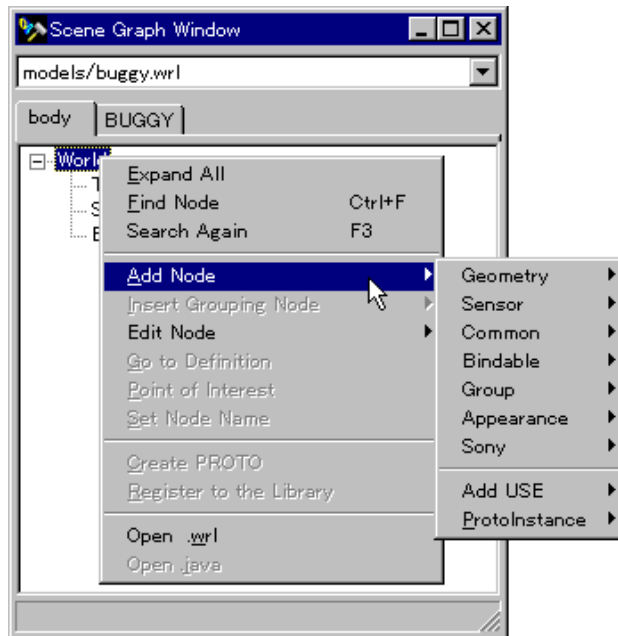 Scene Graph Window
models/buggy.wrl
body BUGGY
World
T
S
E
Expand All
Find Node Ctrl+F
Search Again F3
Add Node
Insert Grouping Node
Edit Node
Go to Definition
Point of Interest
Set Node Name
Create PROTO
Register to the Library
Open .wrl
Open .java
Geometry
Sensor
Common
Bindable
Group
Appearance
Sony
Add USE
ProtoInstance